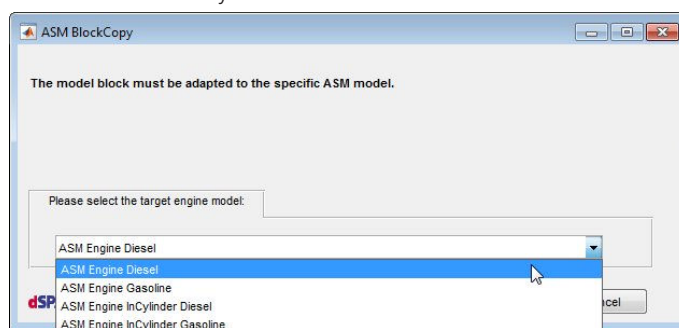 ASM BlockCopy
The model block must be adapted to the specific ASM model.
Please select the target engine model:
ASM Engine Diesel
ASM Engine Diesel
ASM Engine Gasoline
ASM Engine InCylinder Diesel
ASM Engine InCylinder Gasoline